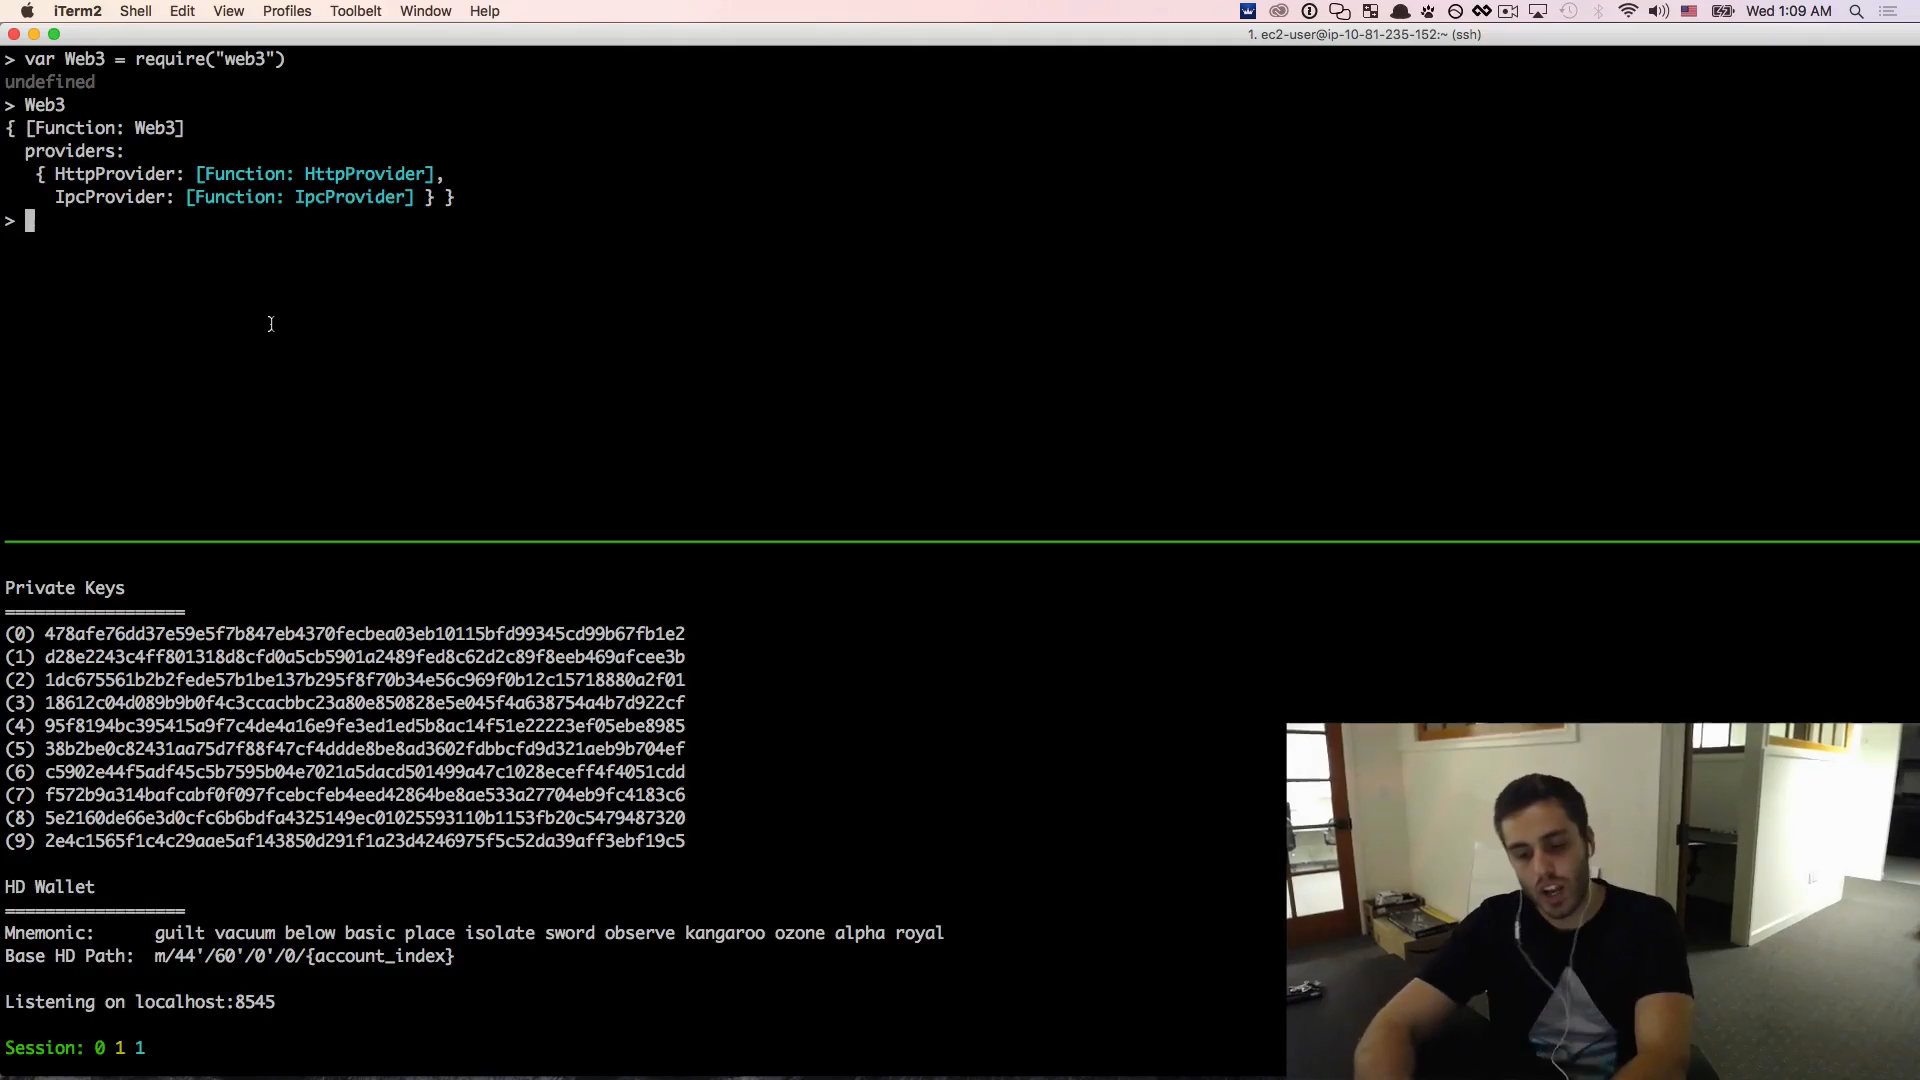 iTerm2 Shell Edit View Profiles Toolbelt Window Help Wed 1:09 AM
1. ec2-user@ip-10-81-235-152:~ (ssh)
> var Web3 = require("web3")
undefined
> Web3
{ [Function: Web3]
  providers:
   { HttpProvider: [Function: HttpProvider],
     IpcProvider: [Function: IpcProvider] } }
>
Private Keys
==================
(0) 478afe76dd37e59e5f7b847eb4370fecbea03eb10115bfd99345cd99b67fb1e2
(1) d28e2243c4ff801318d8cfd0a5cb5901a2489fed8c62d2c89f8eeb469afcee3b
(2) 1dc675561b2b2fede57b1be137b295f8f70b34e56c969f0b12c15718880a2f01
(3) 18612c04d089b9b0f4c3ccacbbc23a80e850828e5e045f4a638754a4b7d922cf
(4) 95f8194bc395415a9f7c4de4a16e9fe3ed1ed5b8ac14f51e22223ef05ebe8985
(5) 38b2be0c82431aa75d7f88f47cf4ddde8be8ad3602fdbbcfd9d321aeb9b704ef
(6) c5902e44f5adf45c5b7595b04e7021a5dacd501499a47c1028eceff4f4051cdd
(7) f572b9a314bafcabf0f097fcebcfeb4eed42864be8ae533a27704eb9fc4183c6
(8) 5e2160de66e3d0cfc6b6bdfa4325149ec01025593110b1153fb20c5479487320
(9) 2e4c1565f1c4c29aae5af143850d291f1a23d4246975f5c52da39aff3ebf19c5
HD Wallet
==================
Mnemonic:      guilt vacuum below basic place isolate sword observe kangaroo ozone alpha royal
Base HD Path:  m/44'/60'/0'/0/{account_index}
Listening on localhost:8545
Session: 0 1 1